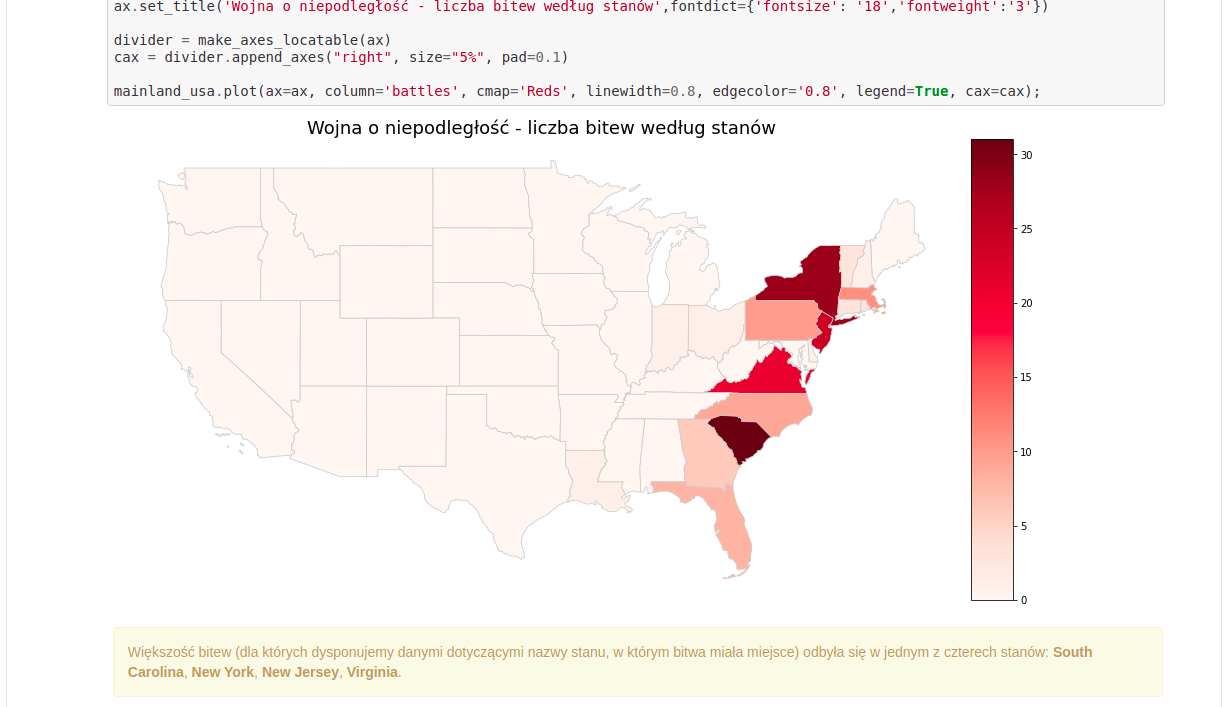 ax.set_title('Wojna o niepodległość - liczba bitew według stanów',fontdict={'fontsize': '18','fontweight':'3'})
divider = make_axes_locatable(ax)
cax = divider.append_axes("right", size="5%", pad=0.1)
mainland_usa.plot(ax=ax, column='battles', cmap='Reds', linewidth=0.8, edgecolor='0.8', legend=True, cax=cax);
Wojna o niepodległość - liczba bitew według stanów
30
25
20
15
10
5
0
Większość bitew (dla których dysponujemy danymi dotyczącymi nazwy stanu, w którym bitwa miała miejsce) odbyła się w jednym z czterech stanów: South
Carolina, New York, New Jersey, Virginia.